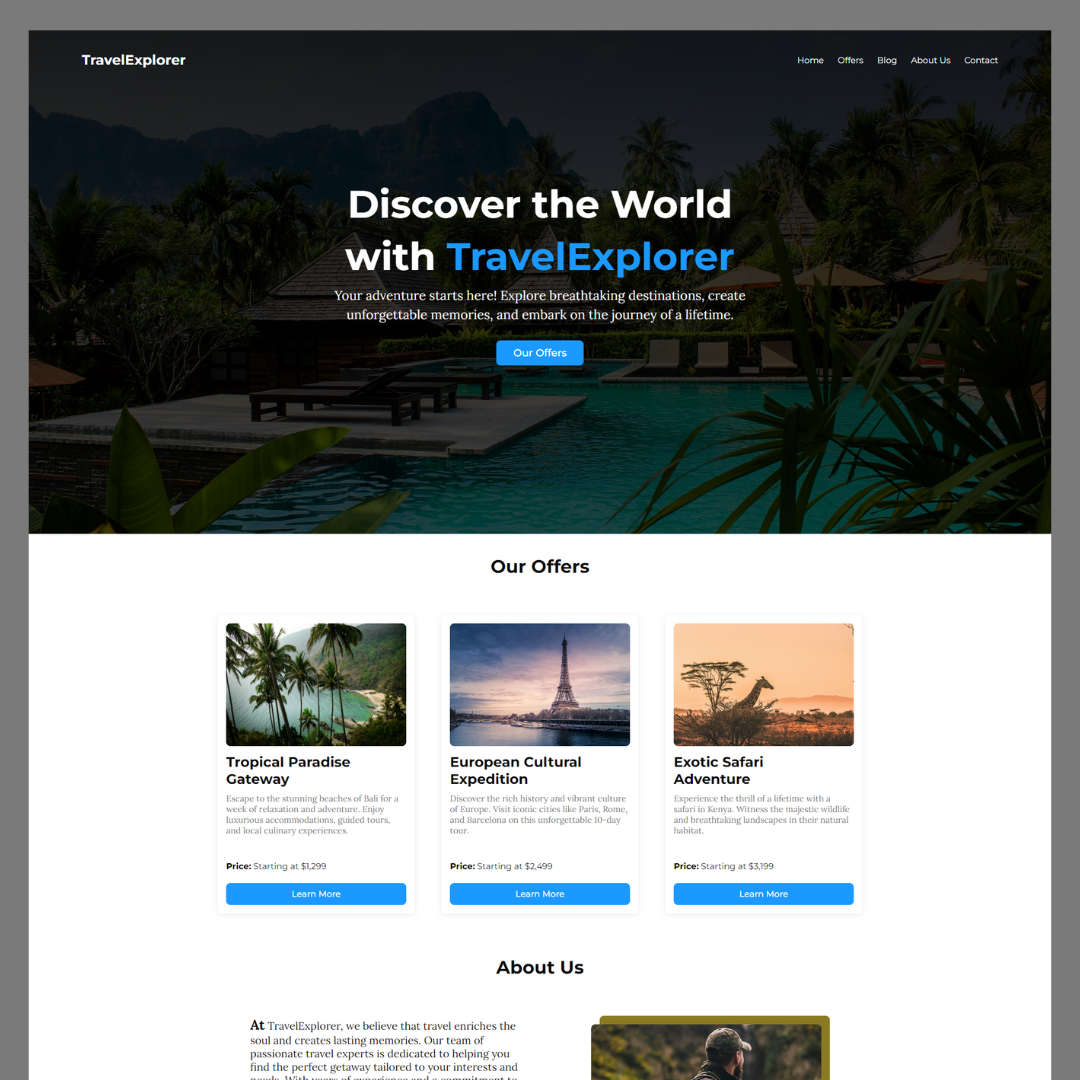 TravelExplorer
Home Offers Blog About Us Contact
Discover the World
with TravelExplorer
Your adventure starts here! Explore breathtaking destinations, create
unforgettable memories, and embark on the journey of a lifetime.
Our Offers
Our Offers
Tropical Paradise
Gateway
Escape to the stunning beaches of Bali for a
week of relaxation and adventure. Enjoy
luxurious accommodations, guided tours,
and local culinary experiences.
Price: Starting at $1,299
Learn More
European Cultural
Expedition
Discover the rich history and vibrant culture
of Europe. Visit iconic cities like Paris, Rome,
and Barcelona on this unforgettable 10-day
tour.
Price: Starting at $2,499
Learn More
Exotic Safari
Adventure
Experience the thrill of a lifetime with a
safari in Kenya. Witness the majestic wildlife
and breathtaking landscapes in their natural
habitat.
Price: Starting at $3,199
Learn More
About Us
At TravelExplorer, we believe that travel enriches the
soul and creates lasting memories. Our team of
passionate travel experts is dedicated to helping you
find the perfect getaway tailored to your interests and
needs. With years of experience and a commitment to